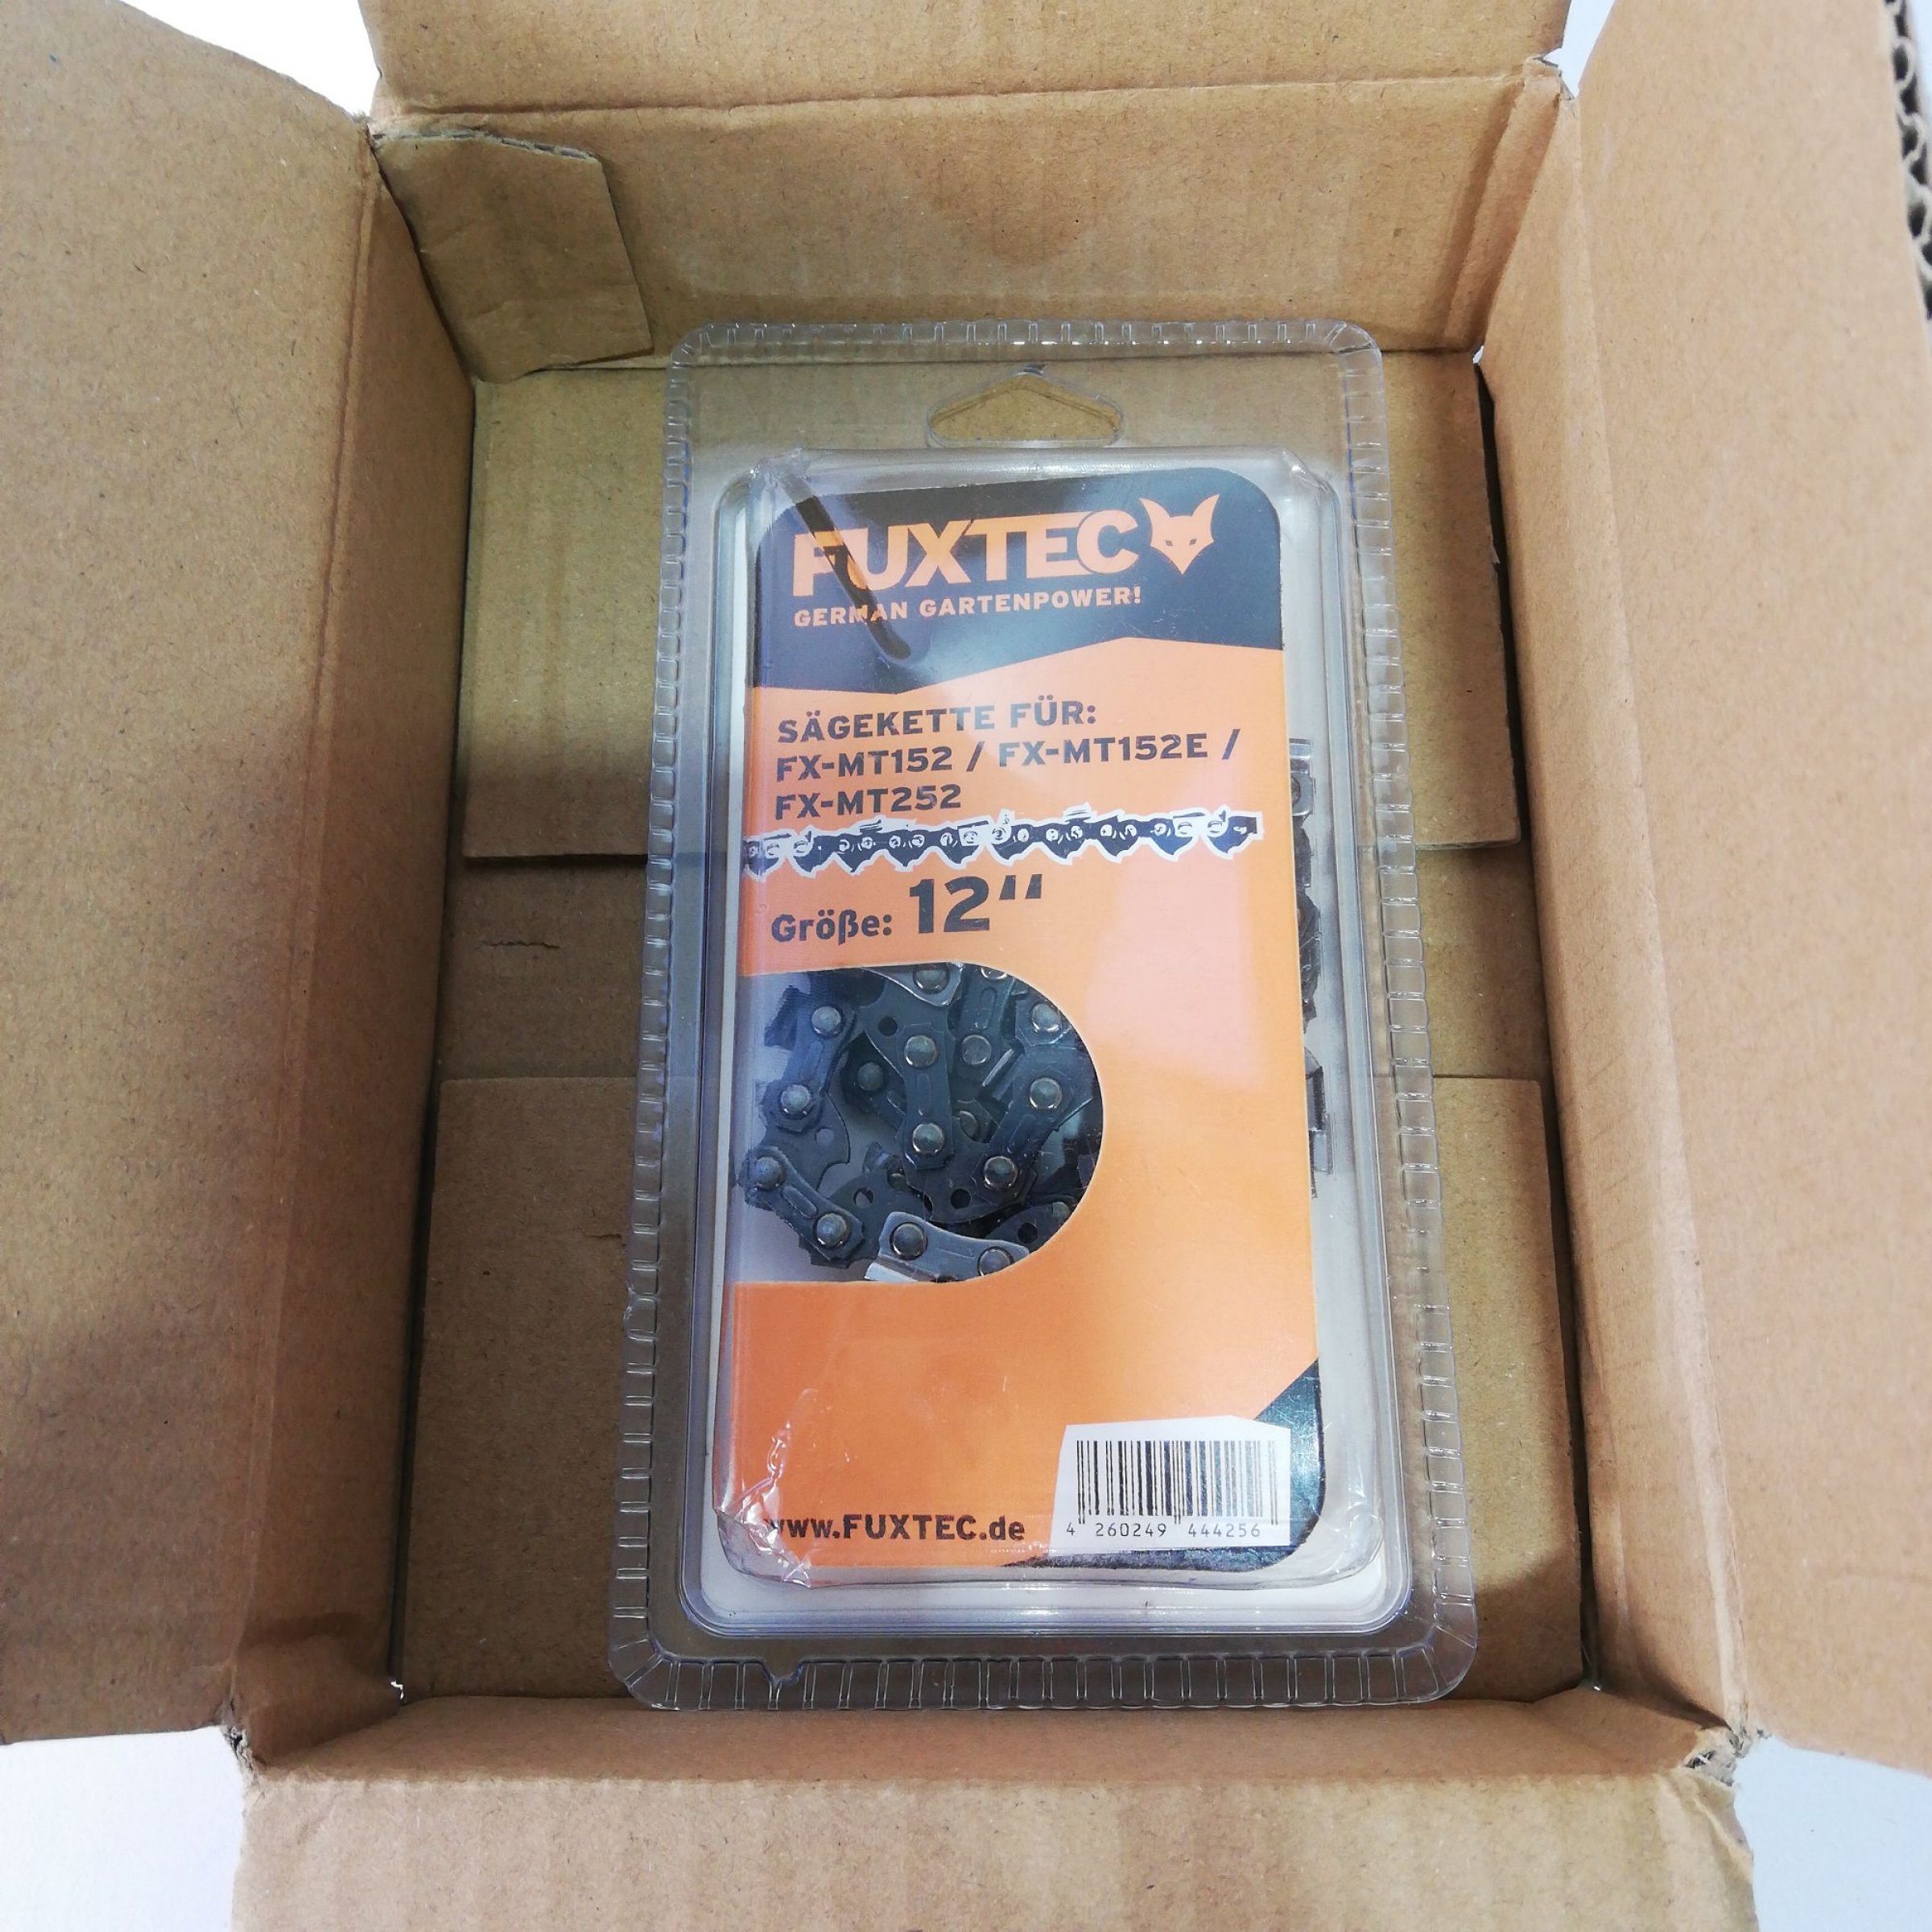 FUXTEC
GERMAN GARTENPOWER!
SÄGEKETTE FÜR:
FX-MT152 / FX-MT152E /
FX-MT252
Größe: 12“
www.FUXTEC.de
4 260249 444256